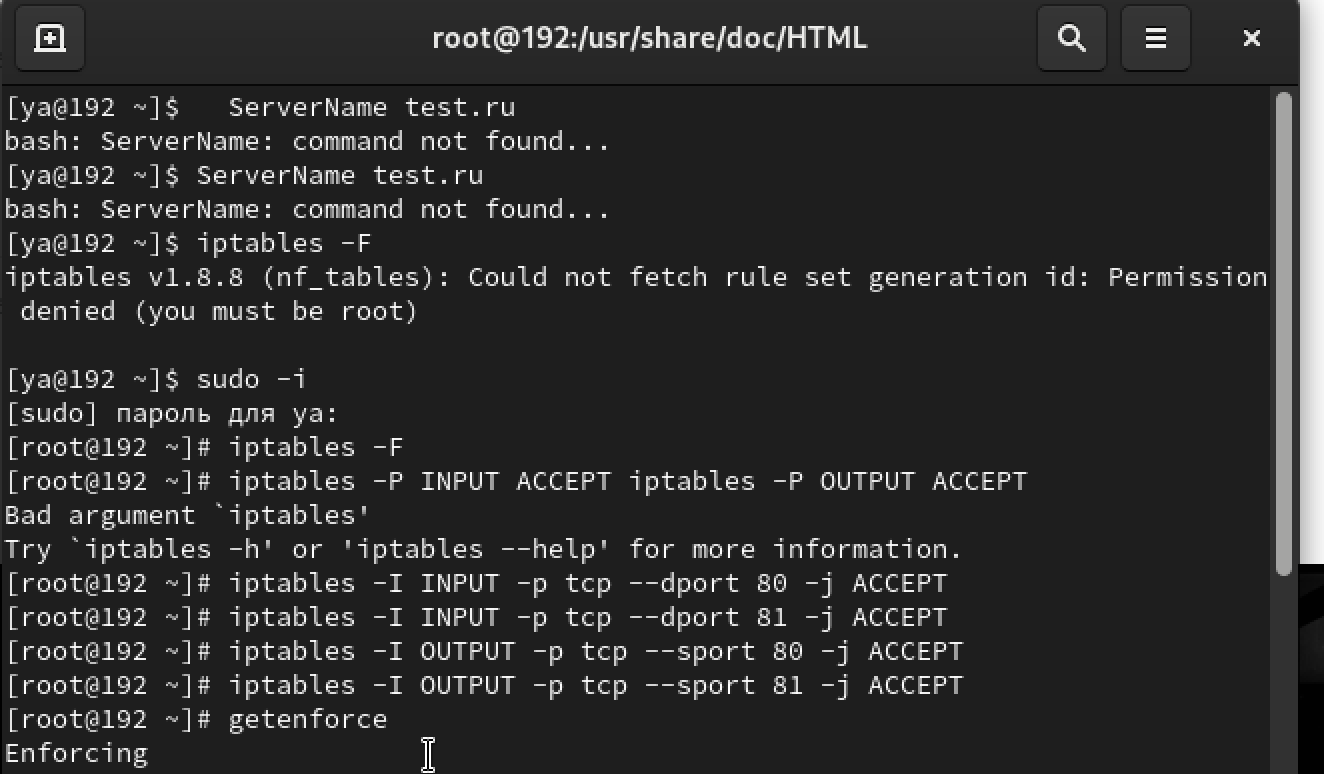 root@192:/usr/share/doc/HTML
[ya@192 ~]$   ServerName test.ru
bash: ServerName: command not found...
[ya@192 ~]$ ServerName test.ru
bash: ServerName: command not found...
[ya@192 ~]$ iptables -F
iptables v1.8.8 (nf_tables): Could not fetch rule set generation id: Permission
 denied (you must be root)
[ya@192 ~]$ sudo -i
[sudo] пароль для ya:
[root@192 ~]# iptables -F
[root@192 ~]# iptables -P INPUT ACCEPT iptables -P OUTPUT ACCEPT
Bad argument `iptables'
Try `iptables -h' or 'iptables --help' for more information.
[root@192 ~]# iptables -I INPUT -p tcp --dport 80 -j ACCEPT
[root@192 ~]# iptables -I INPUT -p tcp --dport 81 -j ACCEPT
[root@192 ~]# iptables -I OUTPUT -p tcp --sport 80 -j ACCEPT
[root@192 ~]# iptables -I OUTPUT -p tcp --sport 81 -j ACCEPT
[root@192 ~]# getenforce
Enforcing